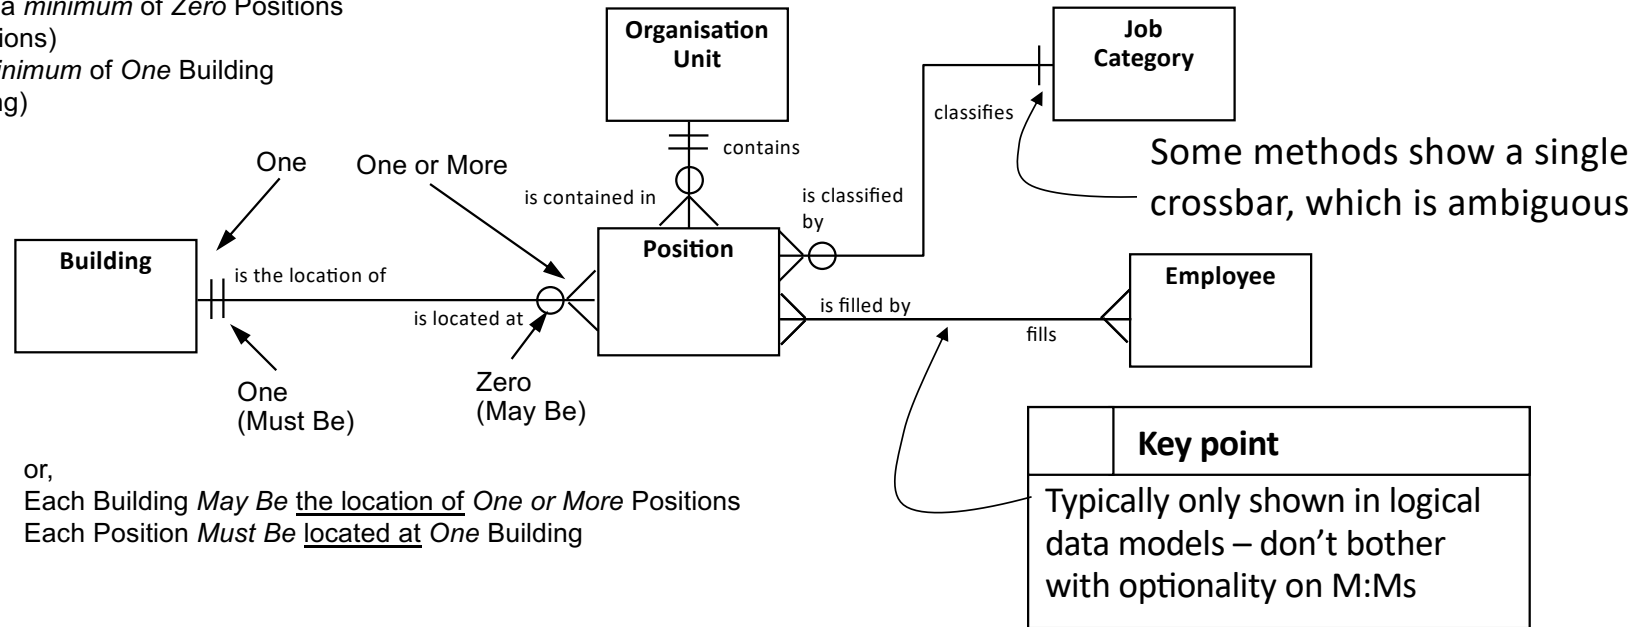 a minimum of Zero Positions
ions)
inimum of One Building
ng)
Organisation
Unit
Job
Category
classifies
contains
Some methods show a single
crossbar, which is ambiguous
One
One or More
is contained in
is classified
by
Building
is the location of
is located at
Position
Employee
is filled by
fills
One
(Must Be)
Zero
(May Be)
Key point
Typically only shown in logical
data models – don’t bother
with optionality on M:Ms
or,
Each Building May Be the location of One or More Positions
Each Position Must Be located at One Building